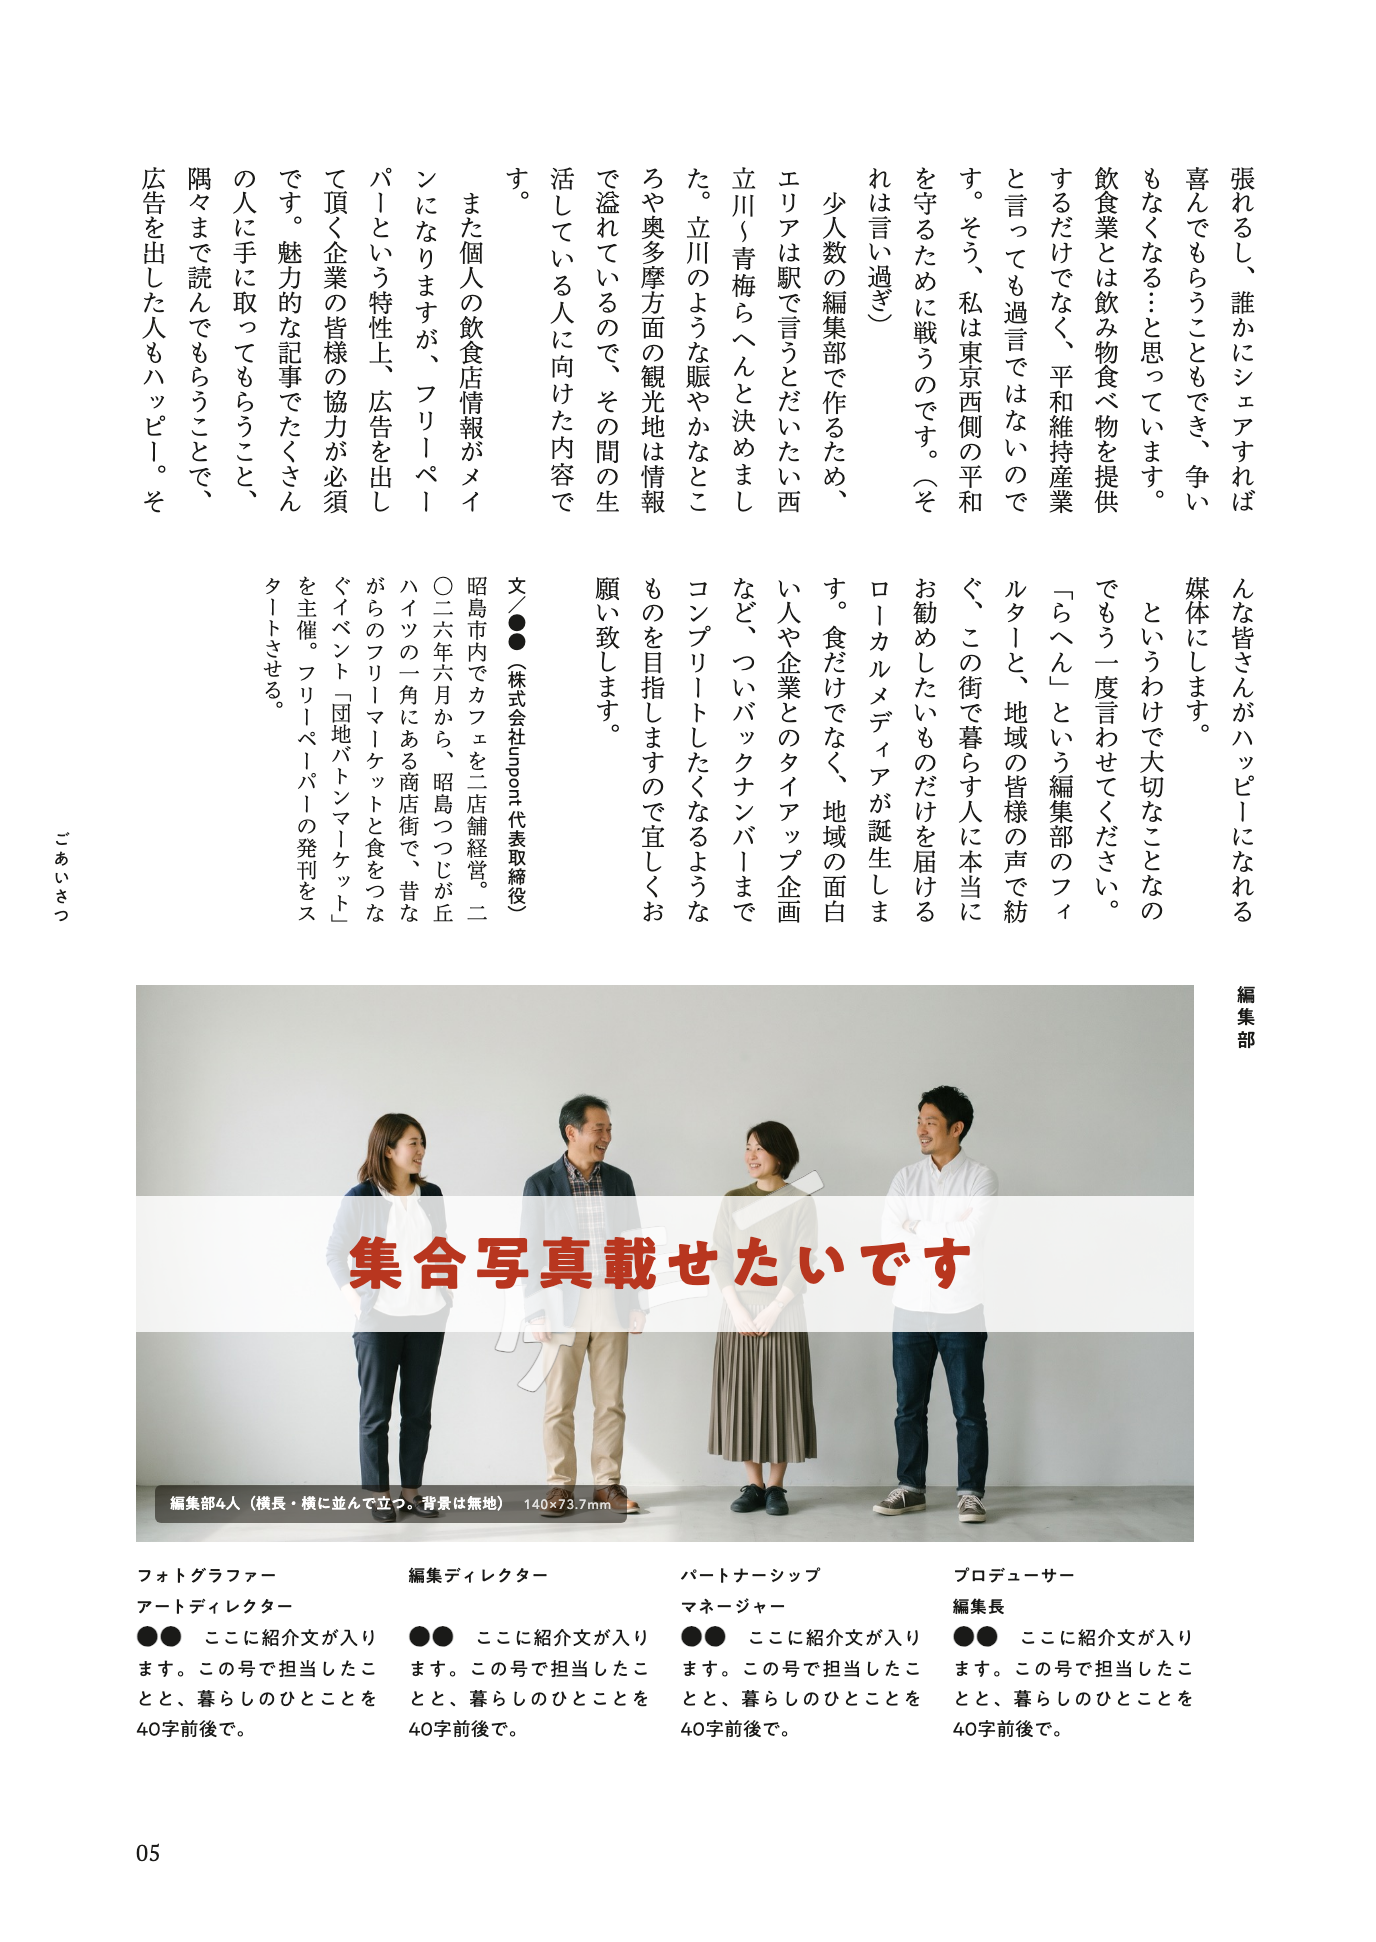 張れるし、誰かにシェアすれば
喜んでもらうこともでき、争い
もなくなる…と思っています。
飲食業とは飲み物食べ物を提供
するだけでなく、平和維持産業
と言っても過言ではないので
す。そう、私は東京西側の平和
を守るために戦うのです。（そ
れは言い過ぎ）
少人数の編集部で作るため、
エリアは駅で言うとだいたい西
立川〜青梅らへんと決めまし
た。立川のような賑やかなとこ
ろや奥多摩方面の観光地は情報
で溢れているので、その間の生
活している人に向けた内容で
す。
また個人の飲食店情報がメイ
ンになりますが、フリーペー
パーという特性上、広告を出し
て頂く企業の皆様の協力が必須
です。魅力的な記事でたくさん
の人に手に取ってもらうこと、
隅々まで読んでもらうことで、
広告を出した人もハッピー。そ
んな皆さんがハッピーになれる
媒体にします。
というわけで大切なことなの
でもう一度言わせてください。
「らへん」という編集部のフィ
ルターと、地域の皆様の声で紡
ぐ、この街で暮らす人に本当に
お勧めしたいものだけを届ける
ローカルメディアが誕生しま
す。食だけでなく、地域の面白
い人や企業とのタイアップ企画
など、ついバックナンバーまで
コンプリートしたくなるような
ものを目指しますので宜しくお
願い致します。
文／●●（株式会社unpont 代表取締役）
昭島市内でカフェを二店舗経営。二
〇二六年六月から、昭島つつじが丘
ハイツの一角にある商店街で、昔な
がらのフリーマーケットと食をつな
ぐイベント「団地バトンマーケット」
を主催。フリーペーパーの発刊をス
タートさせる。
ごあいさつ
編集部
集合写真載せたいです
編集部4人（横長・横に並んで立つ。背景は無地） 140×73.7mm
フォトグラファー
アートディレクター
●● ここに紹介文が入り
ます。この号で担当したこ
とと、暮らしのひとことを
40字前後で。
編集ディレクター
●● ここに紹介文が入り
ます。この号で担当したこ
とと、暮らしのひとことを
40字前後で。
パートナーシップ
マネージャー
●● ここに紹介文が入り
ます。この号で担当したこ
とと、暮らしのひとことを
40字前後で。
プロデューサー
編集長
●● ここに紹介文が入り
ます。この号で担当したこ
とと、暮らしのひとことを
40字前後で。
05